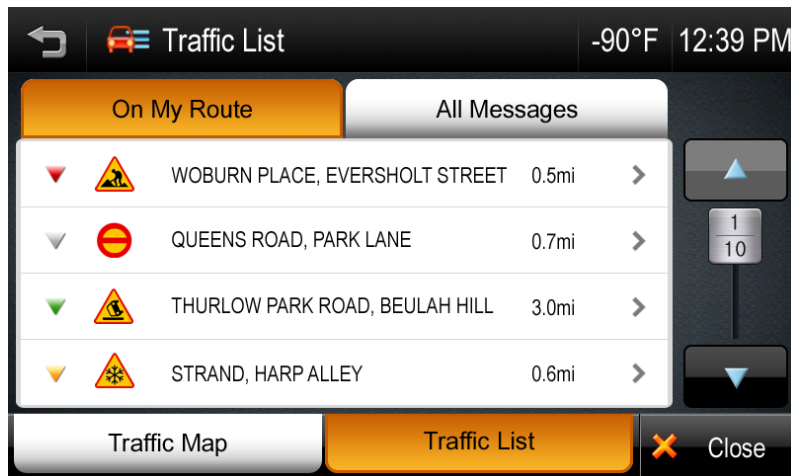 Traffic List -90°F 12:39 PM
On My Route All Messages
WOBURN PLACE, EVERSHOLT STREET 0.5mi
QUEENS ROAD, PARK LANE 0.7mi
1
10
THURLOW PARK ROAD, BEULAH HILL 3.0mi
STRAND, HARP ALLEY 0.6mi
Traffic Map Traffic List Close